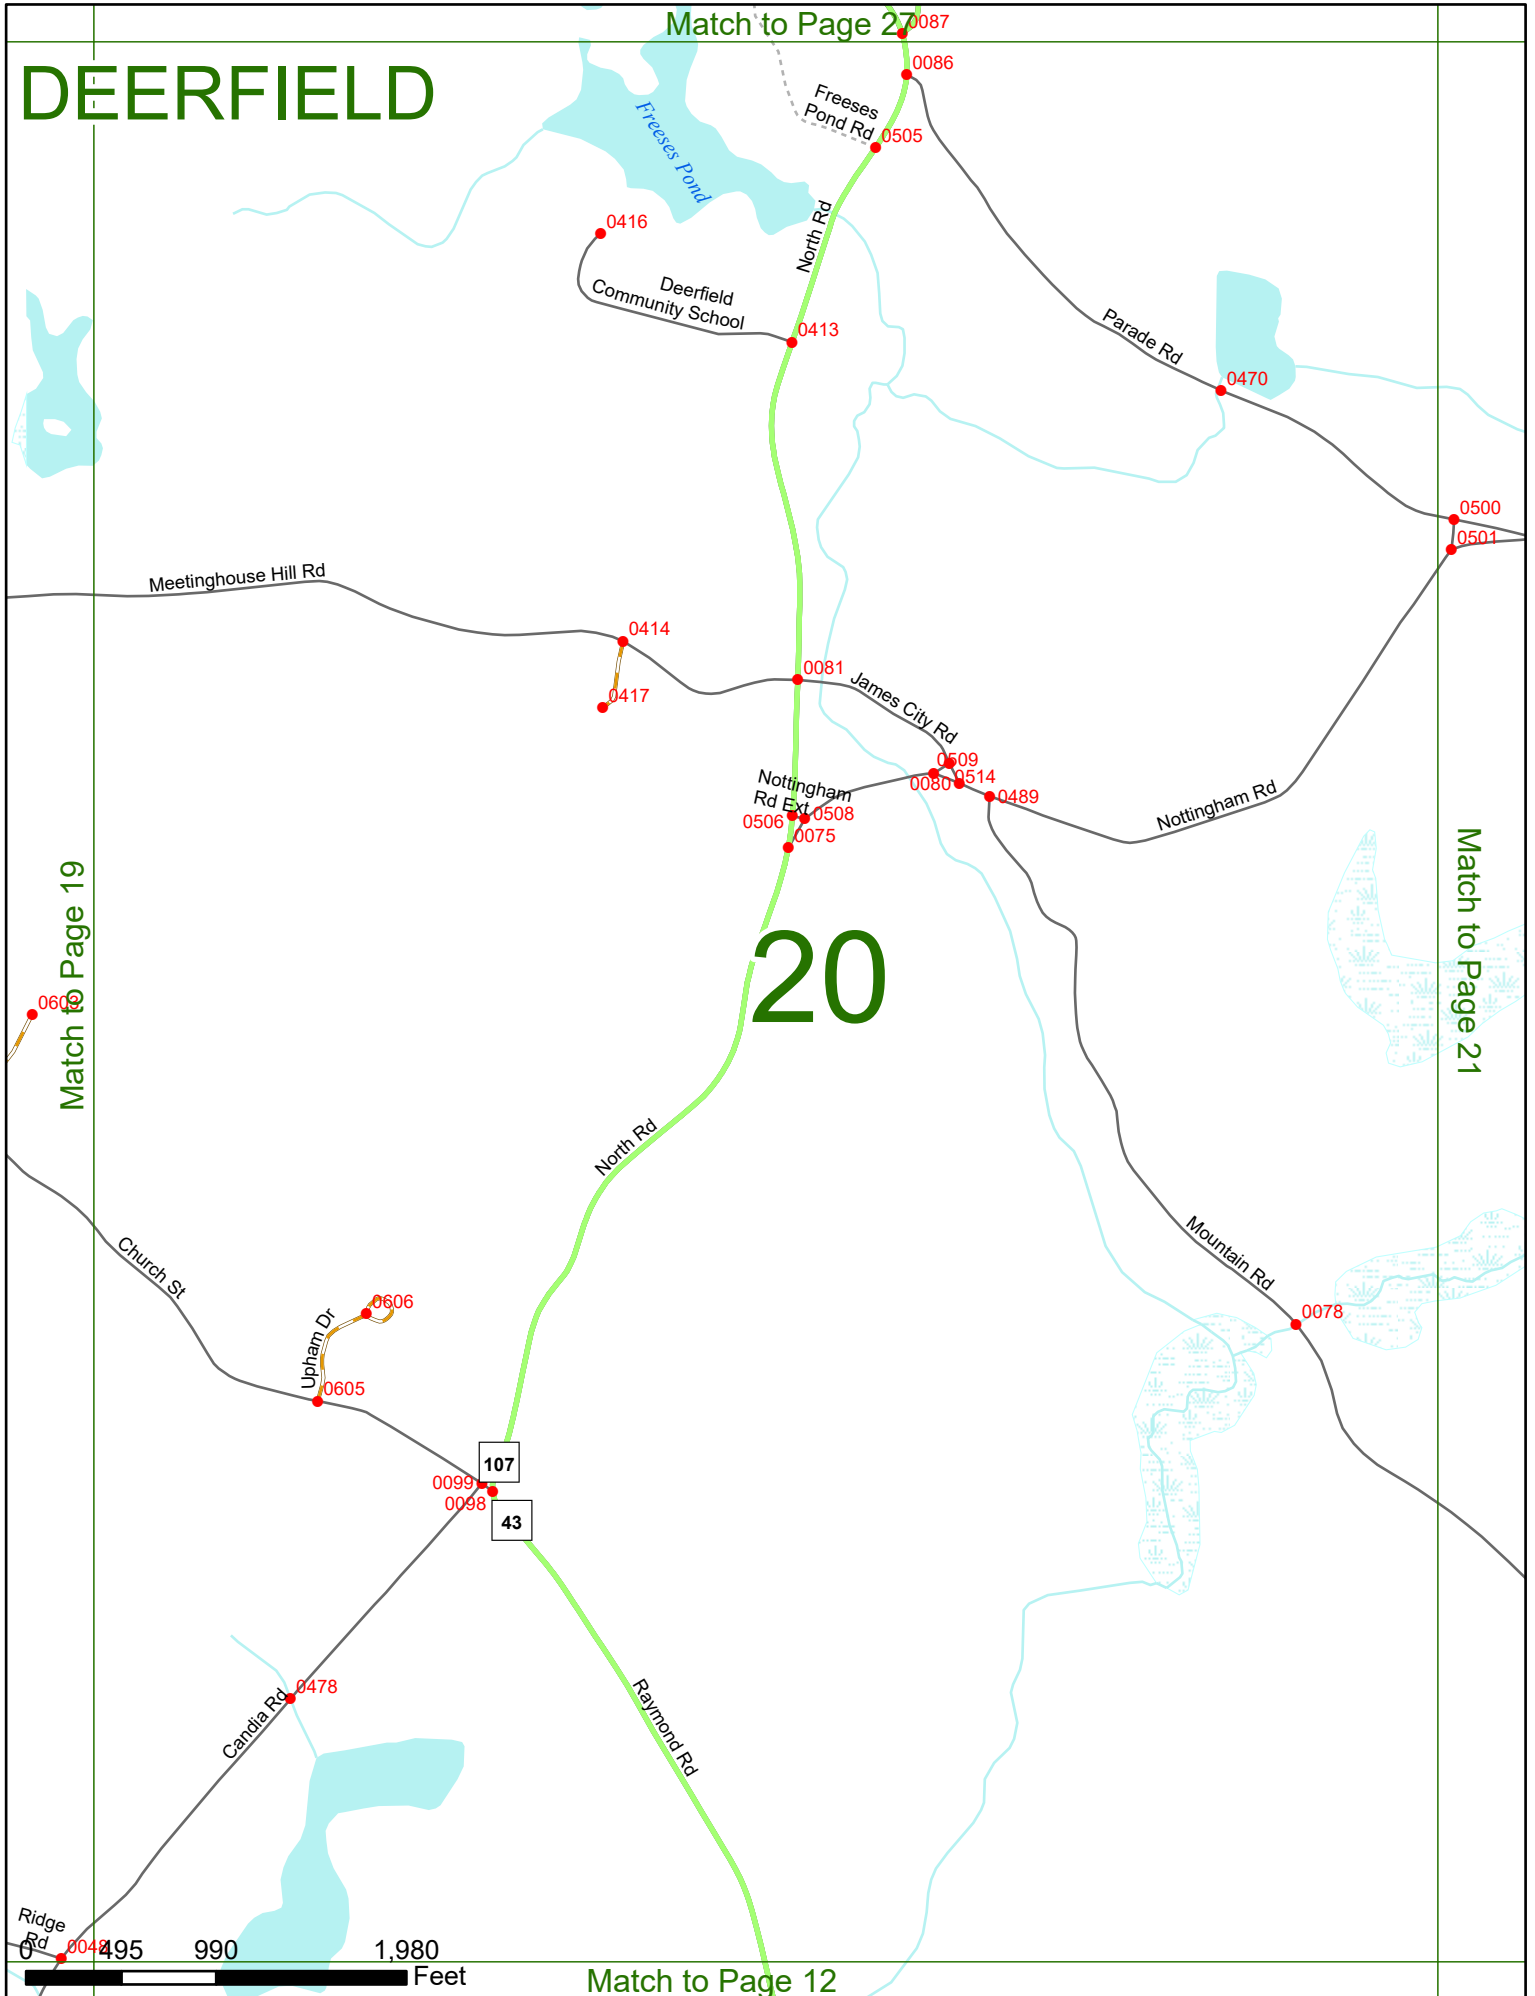 Match to Page 27
0087
DEERFIELD
0086
Freeses
Pond Rd
0505
Freeses Pond
North Rd
0416
Deerfield
Community School
0413
Parade Rd
0470
0500
0501
Meetinghouse Hill Rd
0414
0081
0417
James City Rd
0509
0080
0514
0489
Nottingham
Rd Ext
0506
0508
0075
Nottingham Rd
Match to Page 19
Match to Page 21
20
0603
North Rd
Church St
Mountain Rd
0606
0078
Upham Dr
0605
107
0099
0098
43
0478
Candia Rd
Raymond Rd
Ridge
Rd
0048
0 495 990 1,980
Feet
Match to Page 12